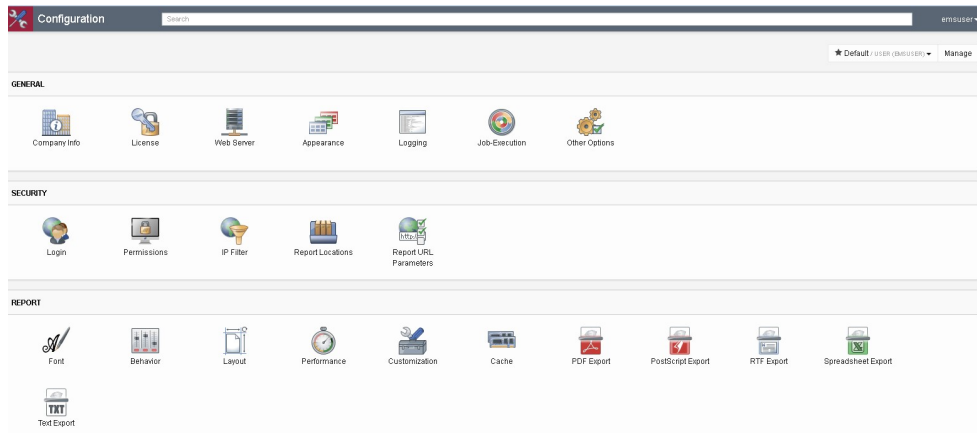 Configuration
Search
emsuser
Default / USER (EMSUSER)
Manage
GENERAL
Company Info
License
Web Server
Appearance
Logging
Job-Execution
Other Options
SECURITY
Login
Permissions
IP Filter
Report Locations
http://
Report URL
Parameters
REPORT
Font
Behavior
Layout
Performance
Customization
Cache
PDF Export
PostScript Export
RTF Export
Spreadsheet Export
TXT
Text Export